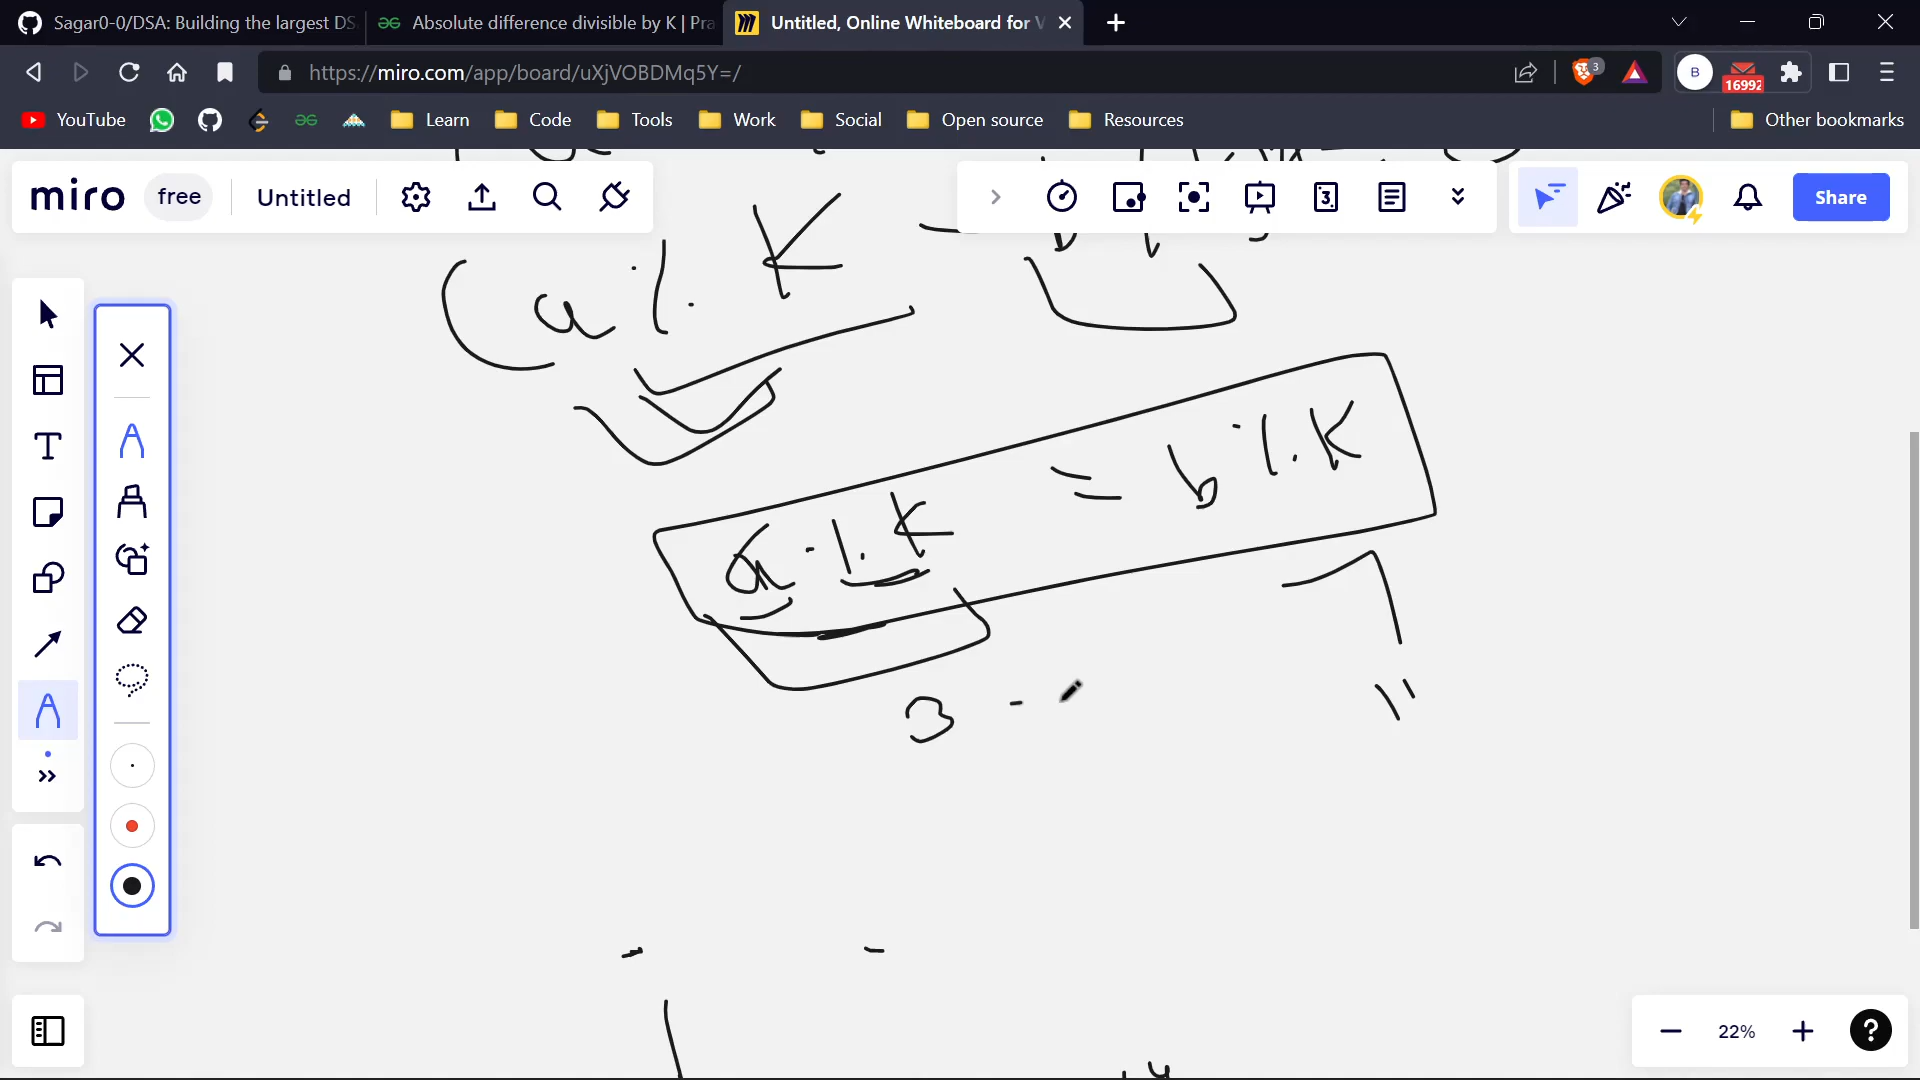 Sagar0-0/DSA: Building the largest DS
Absolute difference divisible by K | Pra
Untitled, Online Whiteboard for V
https://miro.com/app/board/uXjVOBDMq5Y=/
3
B
16992
YouTube
Learn
Code
Tools
Work
Social
Open source
Resources
Other bookmarks
miro
free
Untitled
3
Share
(a % K
a % K = b % K
3 -
22%
?